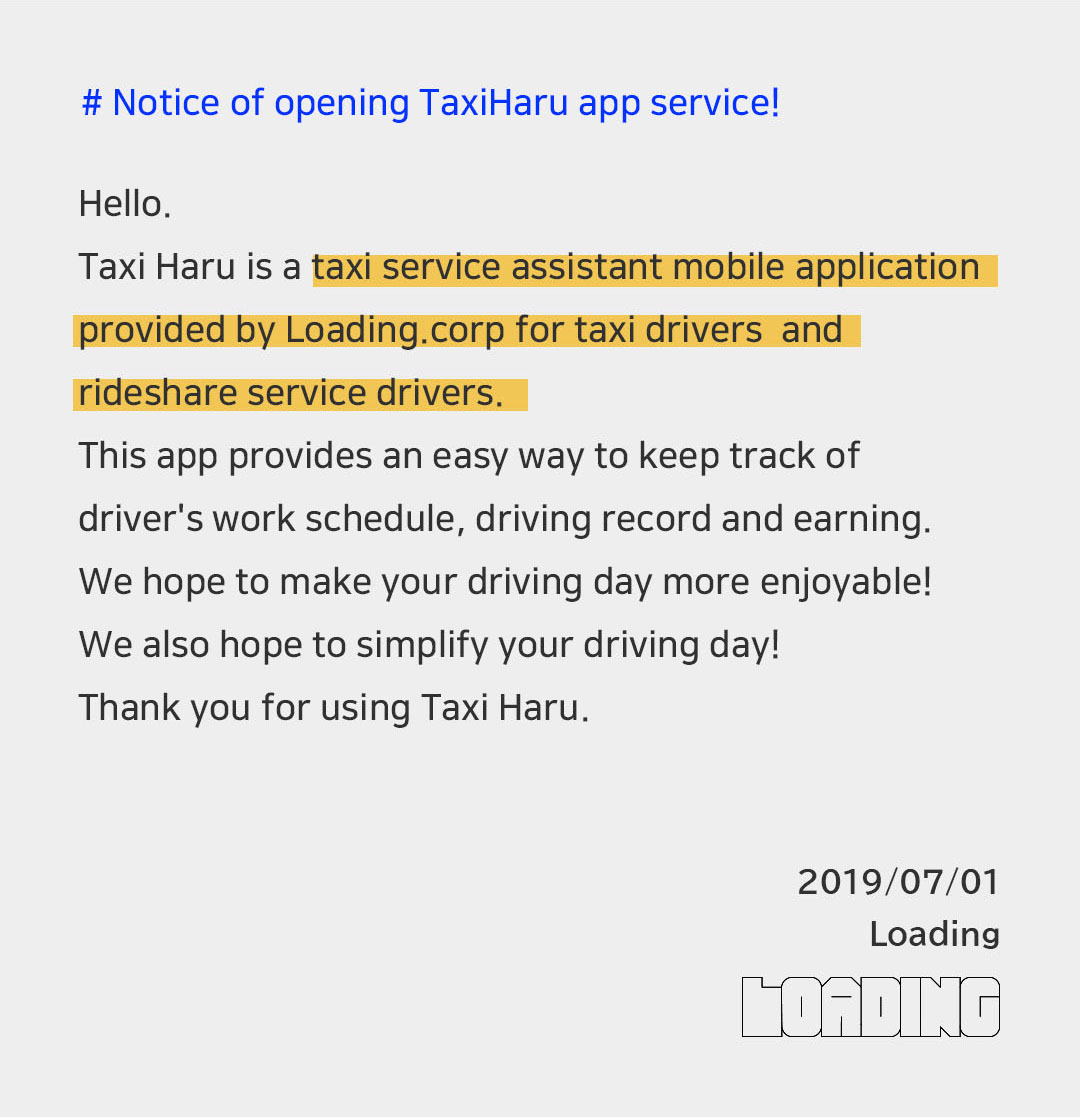 # Notice of opening TaxiHaru app service!
Hello.
Taxi Haru is a taxi service assistant mobile application
provided by Loading.corp for taxi drivers  and
rideshare service drivers.
This app provides an easy way to keep track of
driver's work schedule, driving record and earning.
We hope to make your driving day more enjoyable!
We also hope to simplify your driving day!
Thank you for using Taxi Haru.
2019/07/01
Loading
LOADING